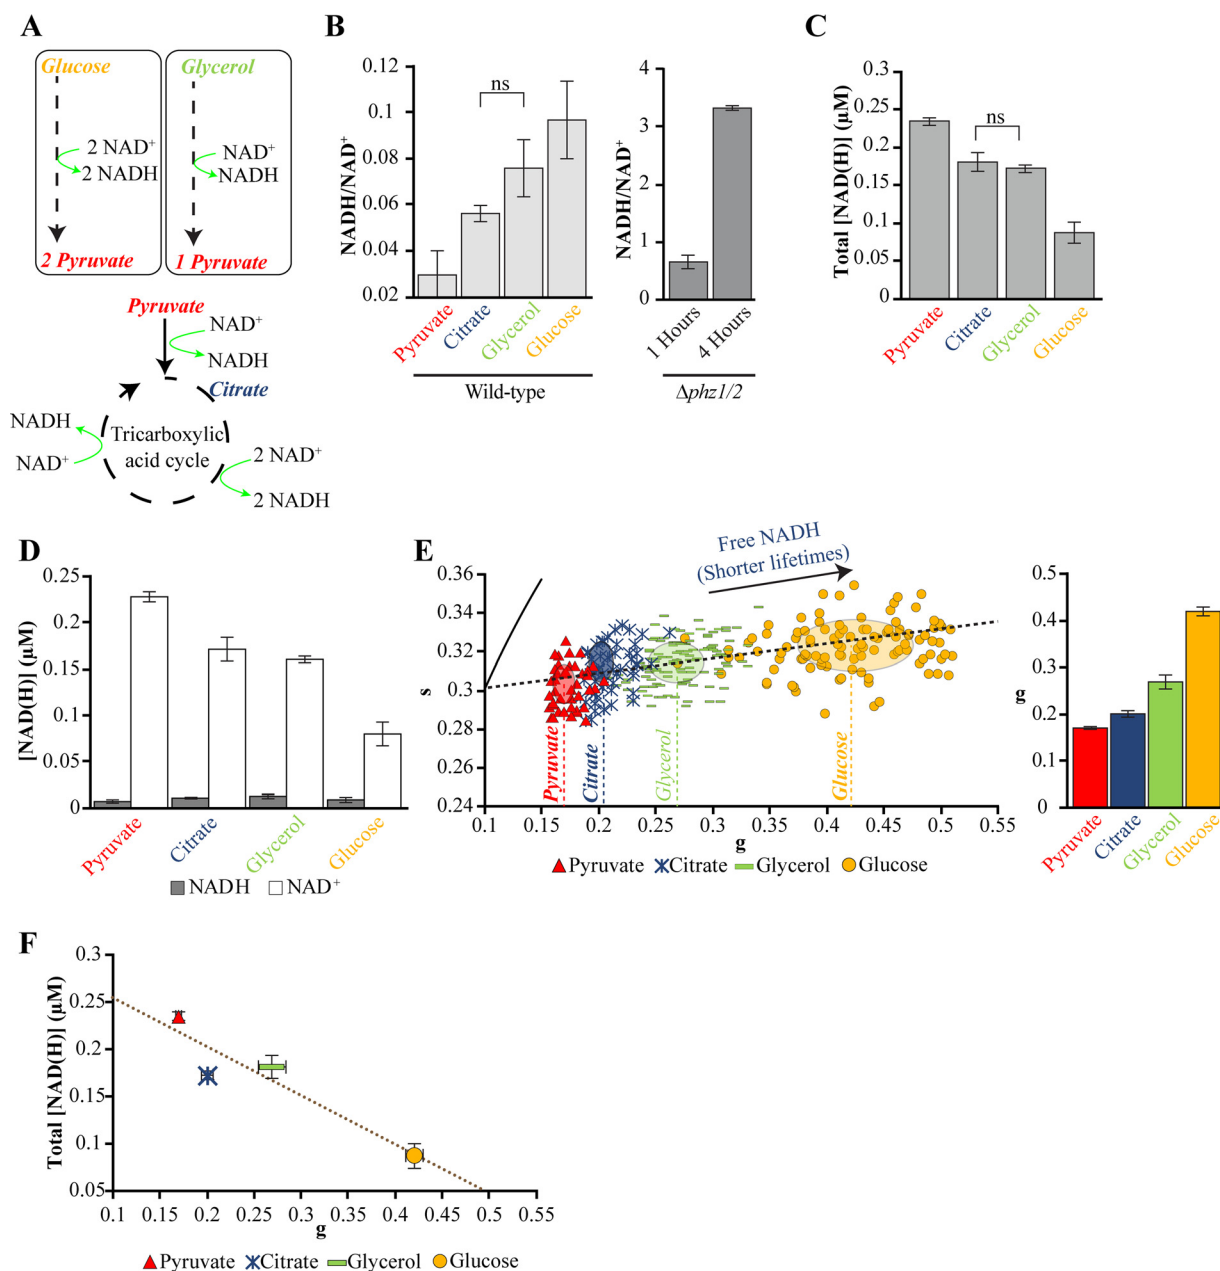 A
Glucose
Glycerol
2 NAD⁺
2 NADH
NAD⁺
NADH
2 Pyruvate
1 Pyruvate
Pyruvate
NAD⁺
NADH
Citrate
NADH
NAD⁺
Tricarboxylic
acid cycle
2 NAD⁺
2 NADH
B
NADH/NAD⁺
0.12
0.1
0.08
0.06
0.04
0.02
ns
Pyruvate
Citrate
Glycerol
Glucose
Wild-type
NADH/NAD⁺
4
3
2
1
0
1 Hours
4 Hours
Δphz1/2
C
Total [NAD(H)] (µM)
0.3
0.25
0.2
0.15
0.1
0.05
0
ns
Pyruvate
Citrate
Glycerol
Glucose
D
[NAD(H)] (µM)
0.25
0.2
0.15
0.1
0.05
0
Pyruvate
Citrate
Glycerol
Glucose
NADH
NAD⁺
E
Free NADH
(Shorter lifetimes)
s
0.36
0.34
0.32
0.3
0.28
0.26
0.24
Pyruvate
Citrate
Glycerol
Glucose
0.1
0.15
0.2
0.25
0.3
0.35
0.4
0.45
0.5
0.55
g
Pyruvate
Citrate
Glycerol
Glucose
g
0.5
0.4
0.3
0.2
0.1
0
Pyruvate
Citrate
Glycerol
Glucose
F
Total [NAD(H)] (µM)
0.3
0.25
0.2
0.15
0.1
0.05
0.1
0.15
0.2
0.25
0.3
0.35
0.4
0.45
0.5
0.55
g
Pyruvate
Citrate
Glycerol
Glucose